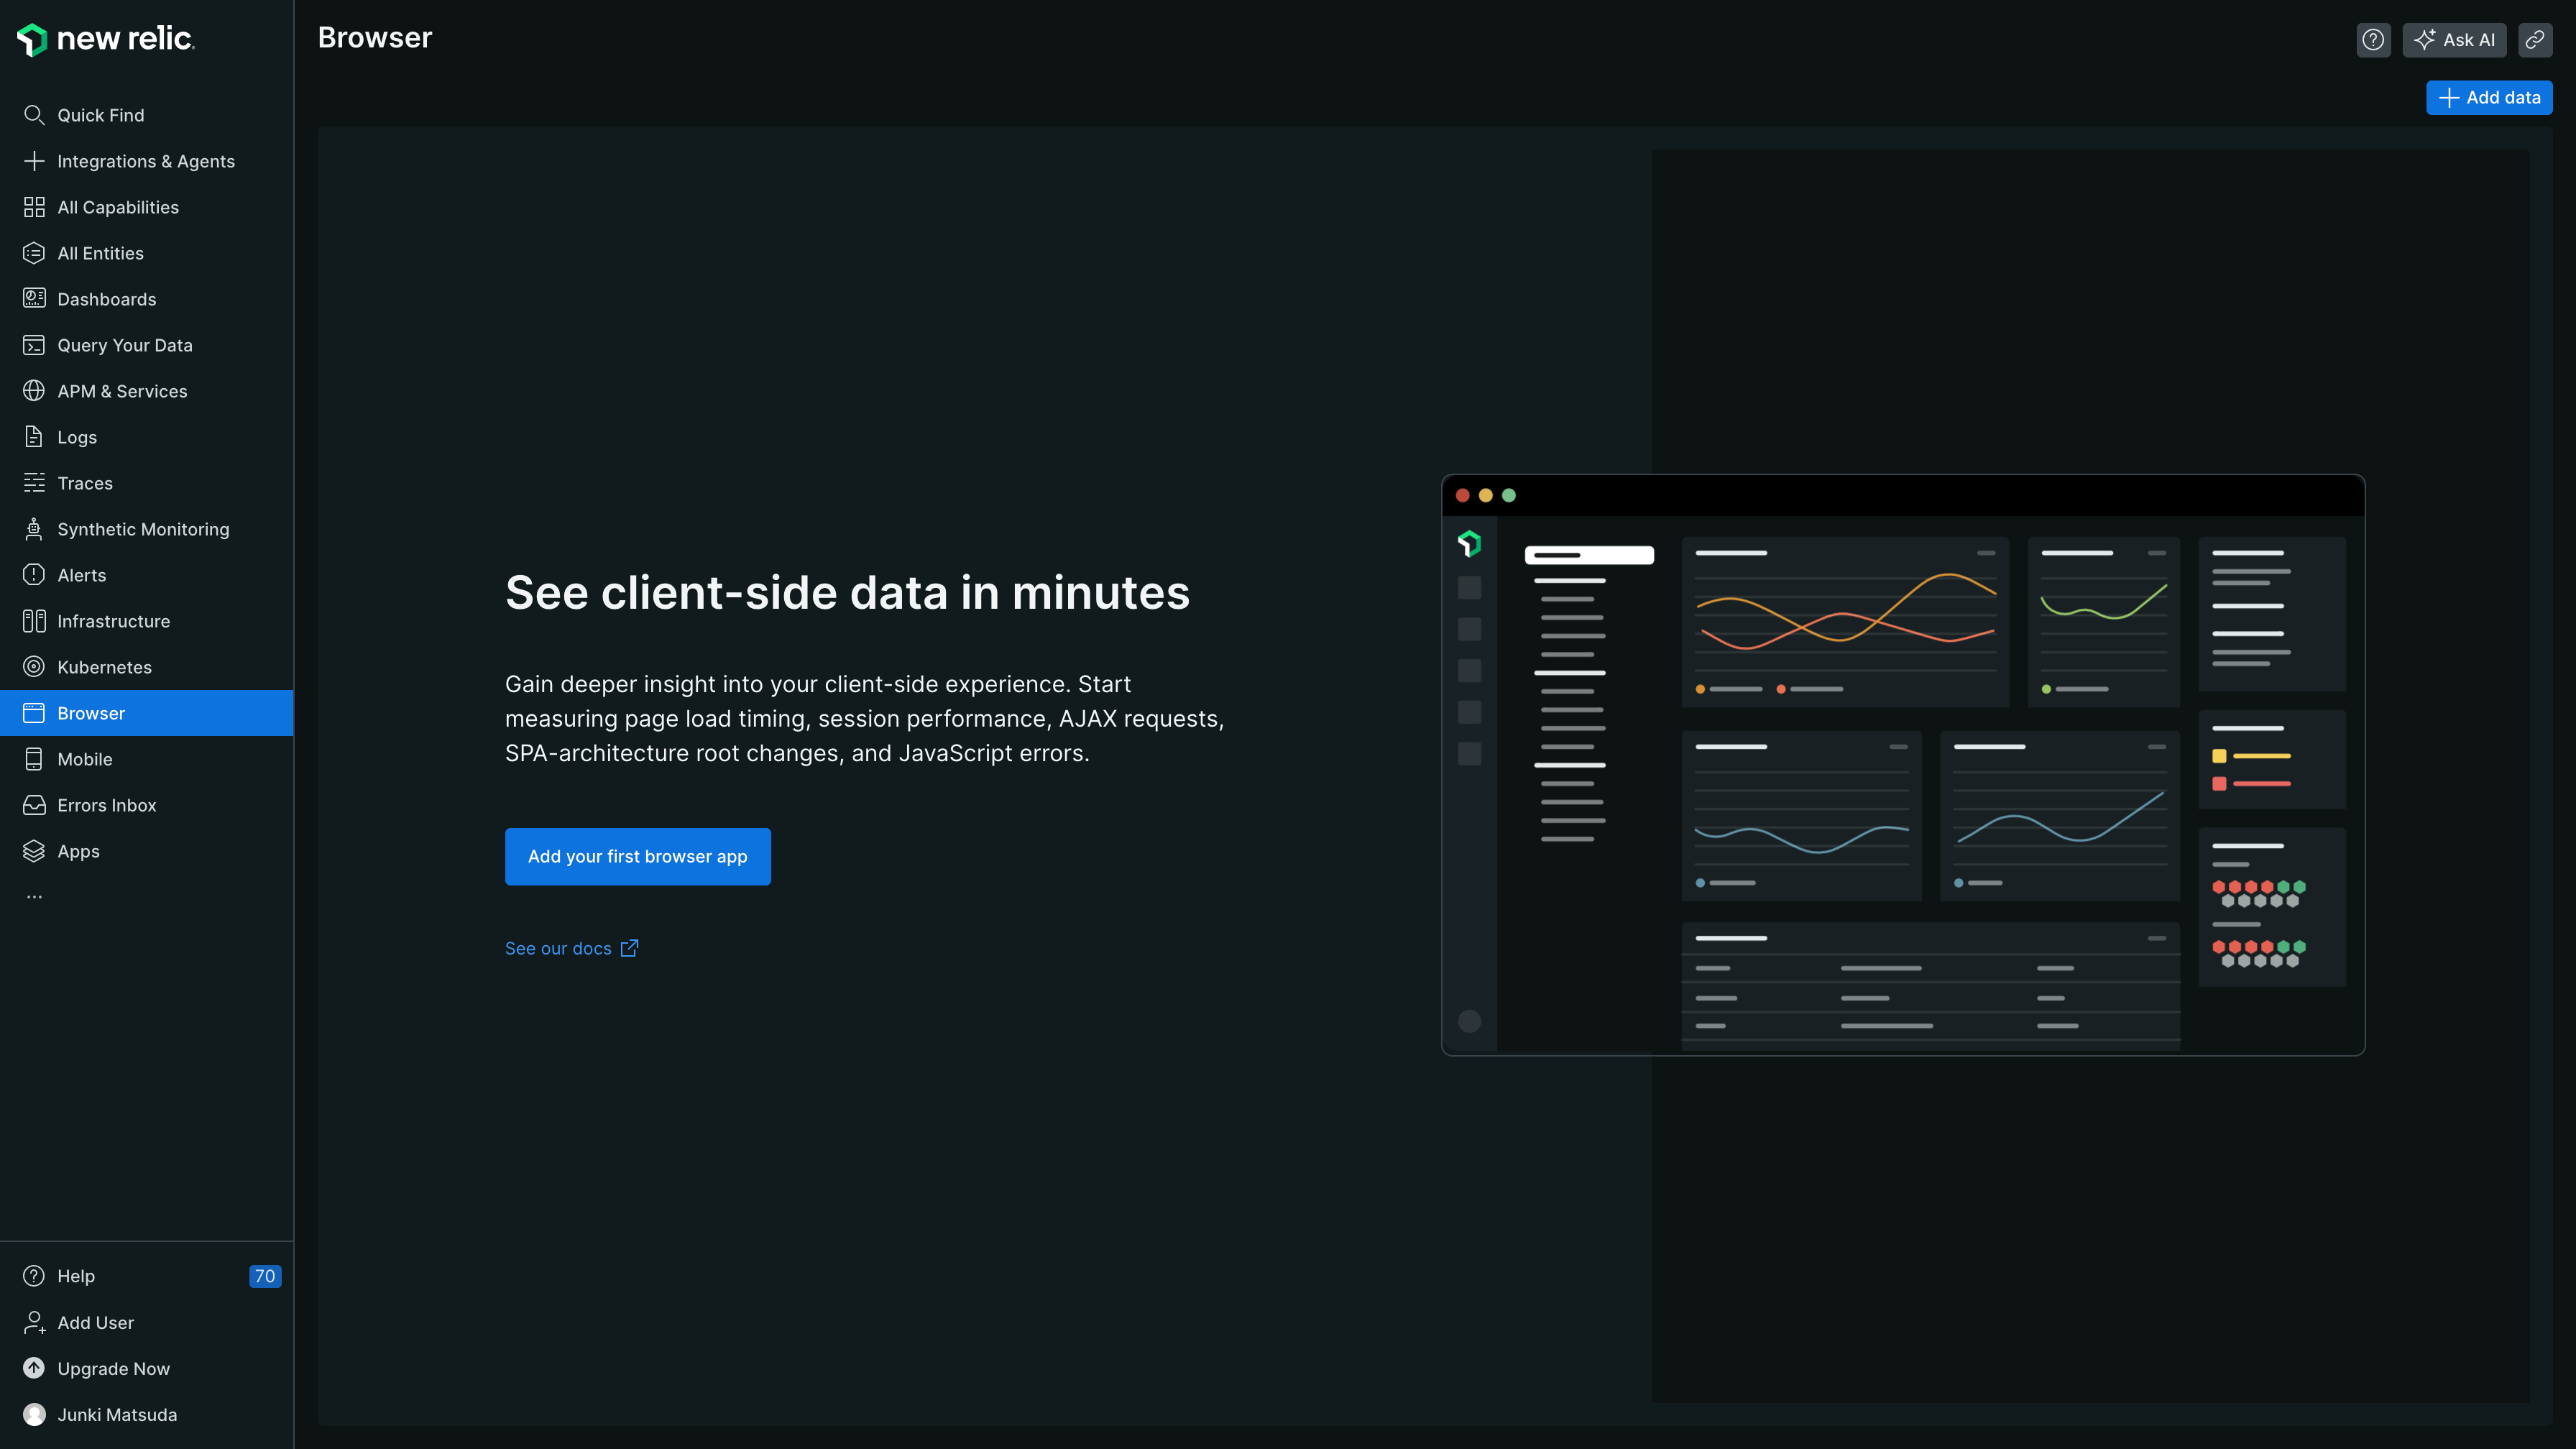 new relic.
Quick Find
Integrations & Agents
All Capabilities
All Entities
Dashboards
Query Your Data
APM & Services
Logs
Traces
Synthetic Monitoring
Alerts
Infrastructure
Kubernetes
Browser
Mobile
Errors Inbox
Apps
...
Help 70
Add User
Upgrade Now
Junki Matsuda
Browser
Ask AI
Add data
See client-side data in minutes
Gain deeper insight into your client-side experience. Start
measuring page load timing, session performance, AJAX requests,
SPA-architecture root changes, and JavaScript errors.
Add your first browser app
See our docs